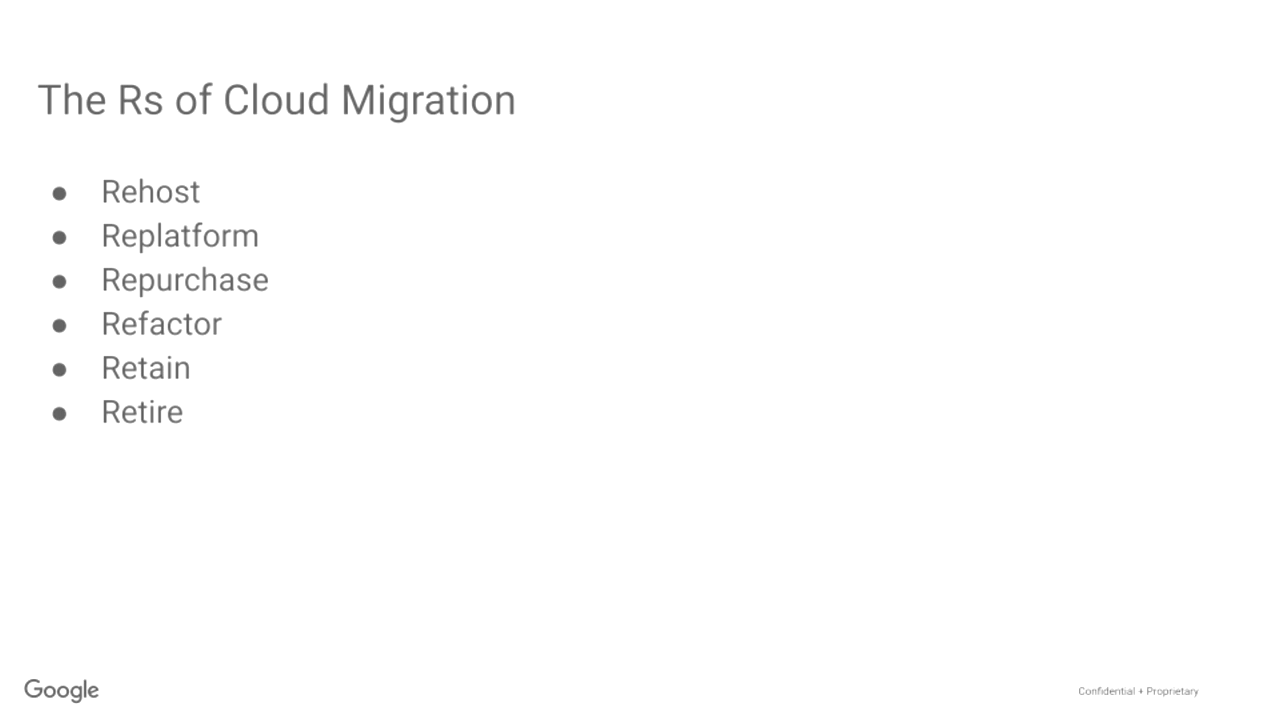 The Rs of Cloud Migration
● Rehost
● Replatform
● Repurchase
● Refactor
● Retain
● Retire
Google
Confidential + Proprietary